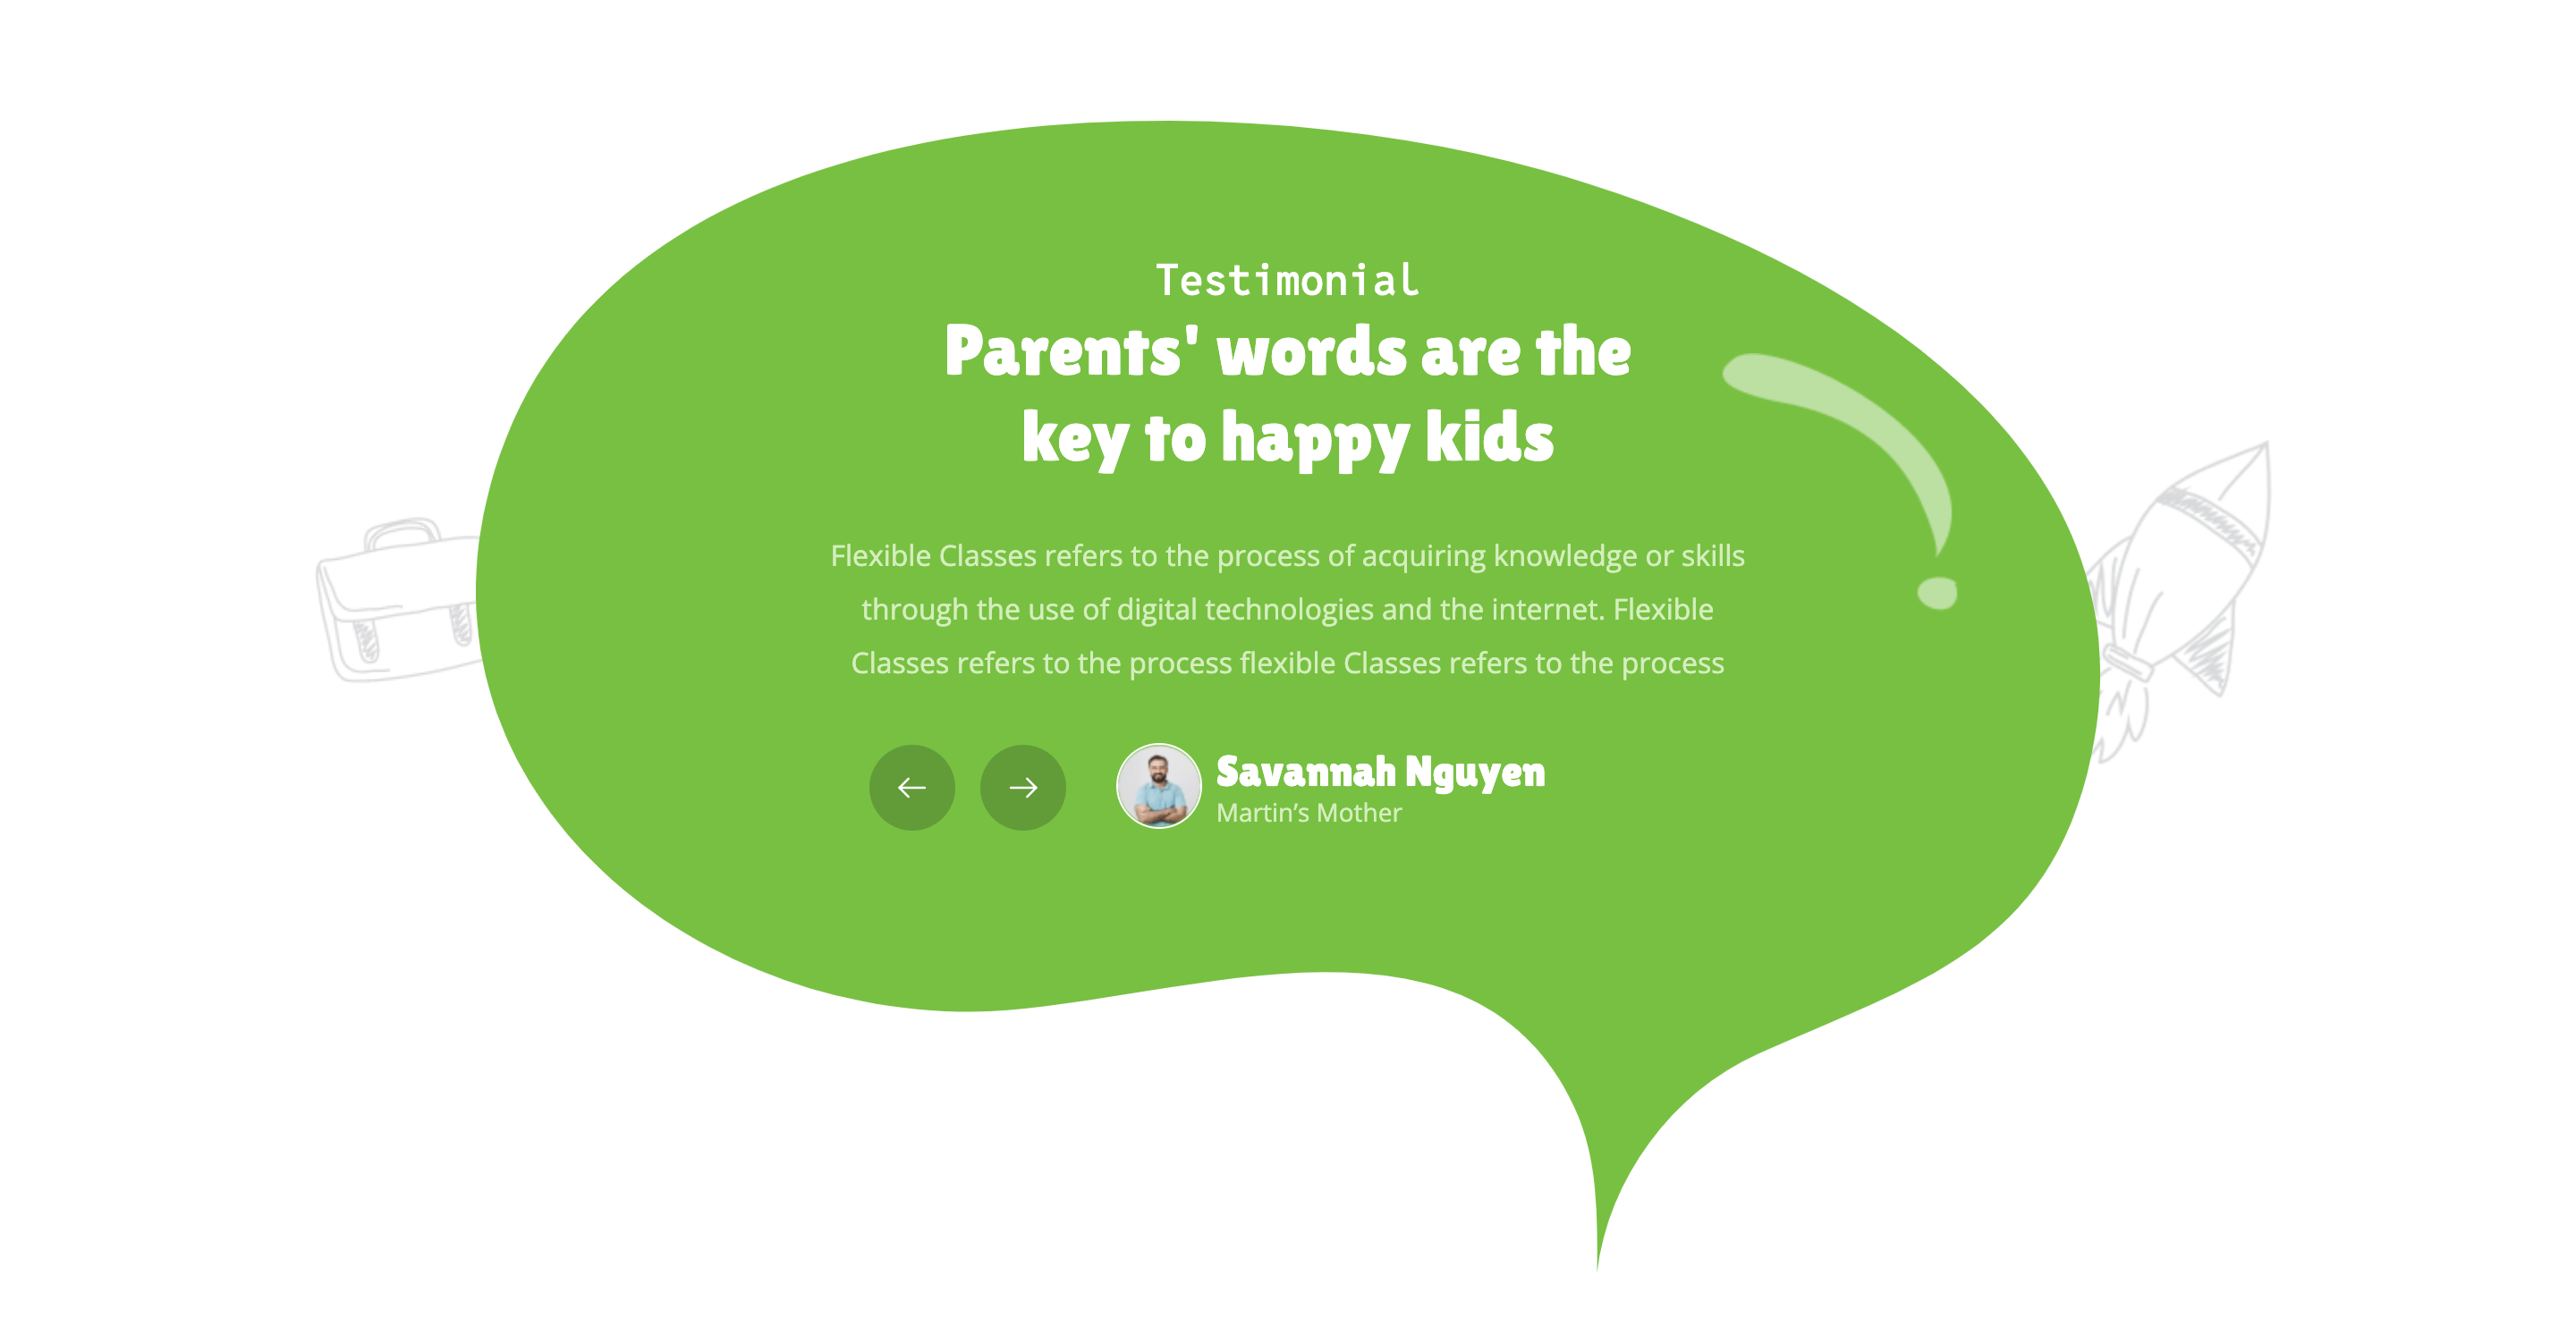 Testimonial
Parents' words are the
key to happy kids
Flexible Classes refers to the process of acquiring knowledge or skills
through the use of digital technologies and the internet. Flexible
Classes refers to the process flexible Classes refers to the process
Savannah Nguyen
Martin’s Mother